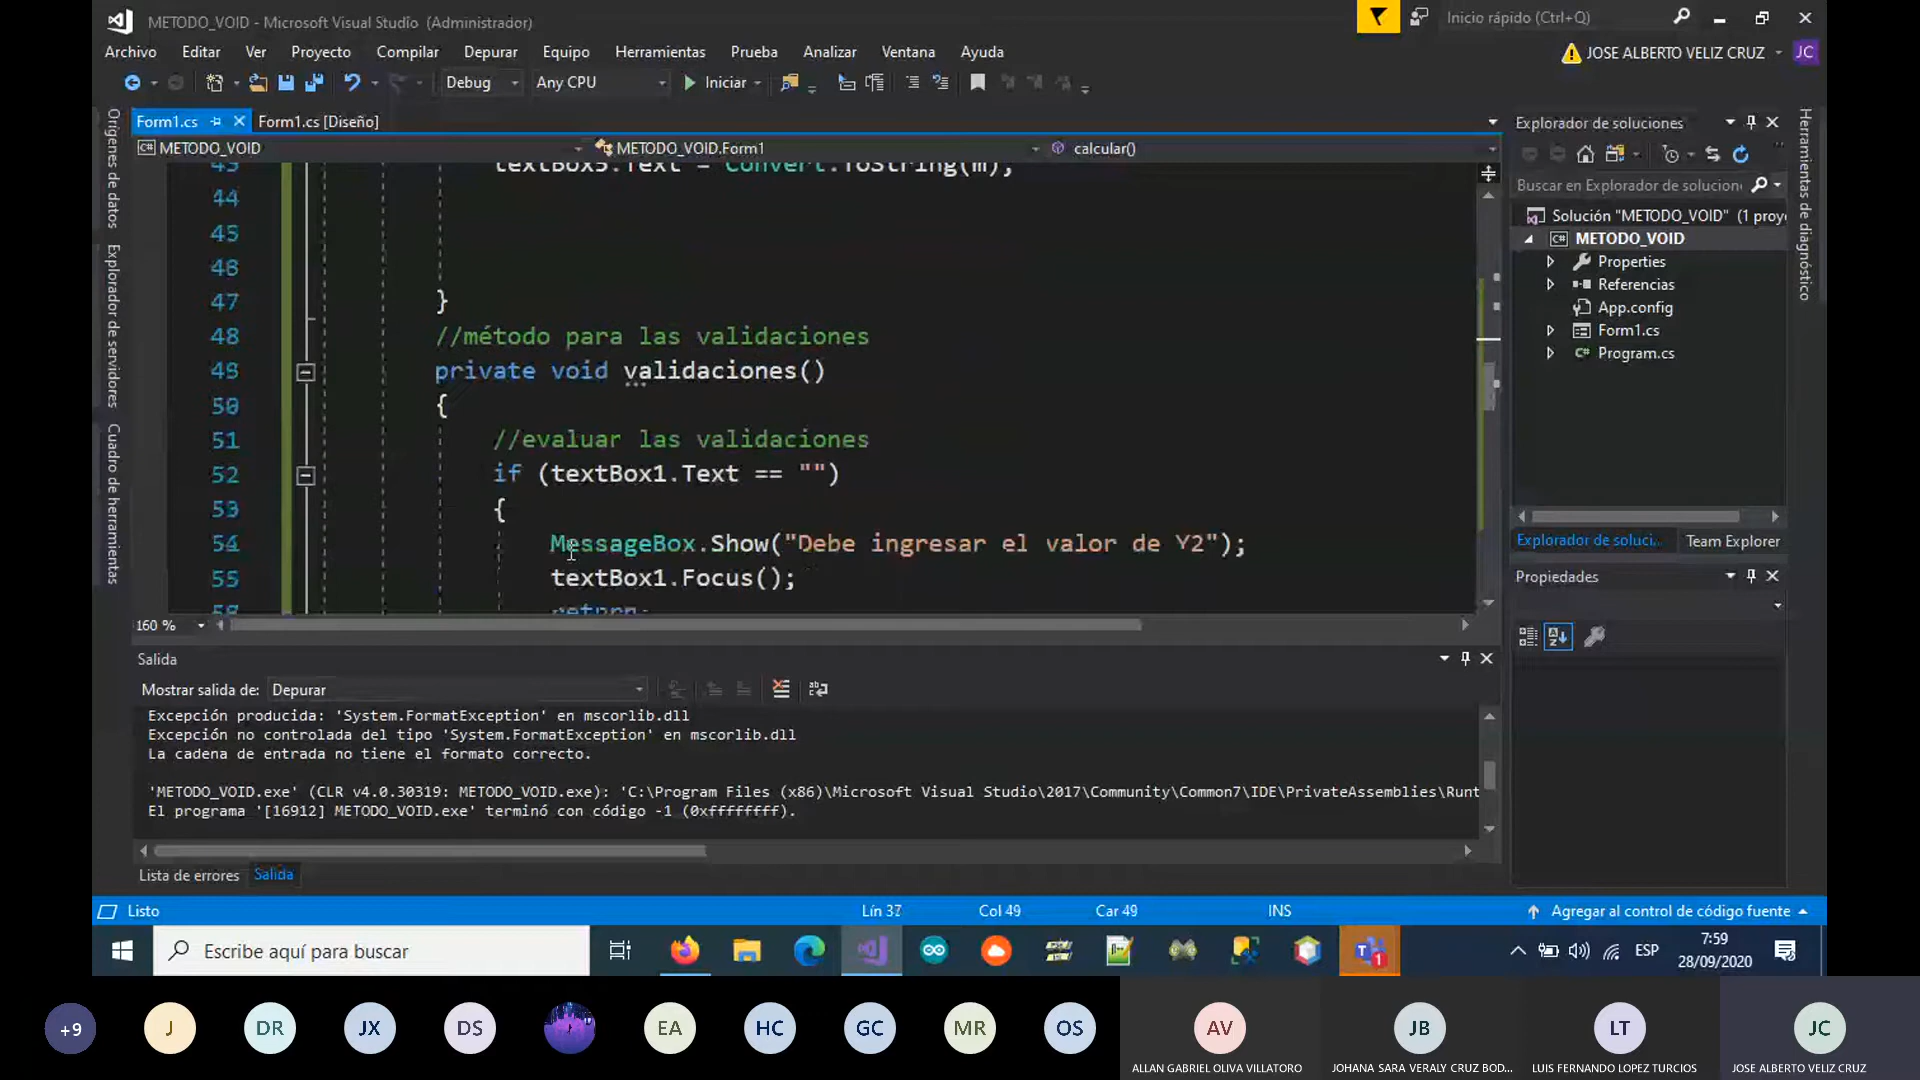 METODO_VOID - Microsoft Visual Studio (Administrador)
Inicio rápido (Ctrl+Q)
Archivo Editar Ver Proyecto Compilar Depurar Equipo Herramientas Prueba Analizar Ventana Ayuda
JOSE ALBERTO VELIZ CRUZ JC
Debug Any CPU Iniciar
Orígenes de datos
Explorador de servidores
Cuadro de herramientas
Form1.cs Form1.cs [Diseño]
METODO_VOID METODO_VOID.Form1 calcular()
43 textBox5.Text = Convert.ToString(m);
44
45
46
47 }
48 //método para las validaciones
49 private void validaciones()
50 {
51 //evaluar las validaciones
52 if (textBox1.Text == "")
53 {
54 MessageBox.Show("Debe ingresar el valor de Y2");
55 textBox1.Focus();
56 return;
160 %
Salida
Mostrar salida de: Depurar
Excepción producida: 'System.FormatException' en mscorlib.dll
Excepción no controlada del tipo 'System.FormatException' en mscorlib.dll
La cadena de entrada no tiene el formato correcto.
'METODO_VOID.exe' (CLR v4.0.30319: METODO_VOID.exe): 'C:\Program Files (x86)\Microsoft Visual Studio\2017\Community\Common7\IDE\PrivateAssemblies\Runt
El programa '[16912] METODO_VOID.exe' terminó con código -1 (0xffffffff).
Lista de errores Salida
Explorador de soluciones
Buscar en Explorador de solucion
Solución "METODO_VOID" (1 proye
METODO_VOID
Properties
Referencias
App.config
Form1.cs
Program.cs
Explorador de soluci... Team Explorer
Propiedades
Herramientas de diagnóstico
Listo Lín 37 Col 49 Car 49 INS Agregar al control de código fuente
Escribe aquí para buscar
1
ESP
7:59
28/09/2020
+9 J DR JX DS EA HC GC MR OS AV JB LT JC
ALLAN GABRIEL OLIVA VILLATORO JOHANA SARA VERALY CRUZ BOD... LUIS FERNANDO LOPEZ TURCIOS JOSE ALBERTO VELIZ CRUZ